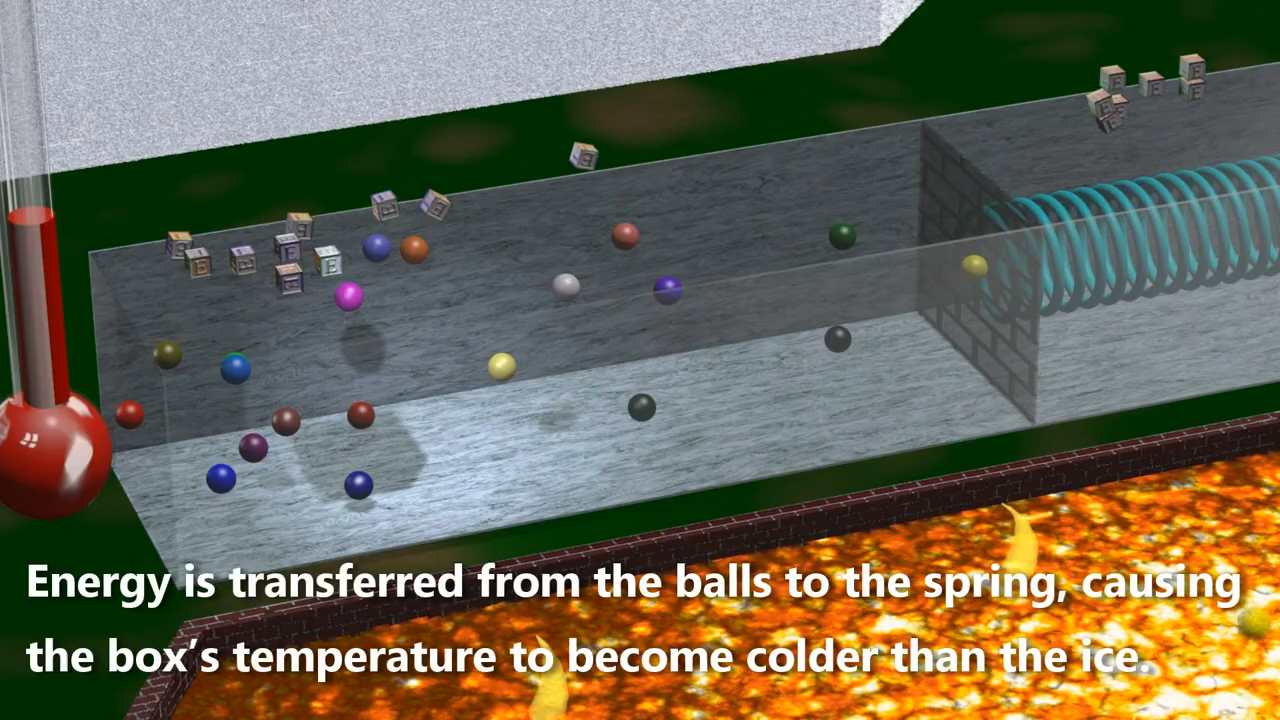 Energy is transferred from the balls to the spring, causing
the box’s temperature to become colder than the ice.